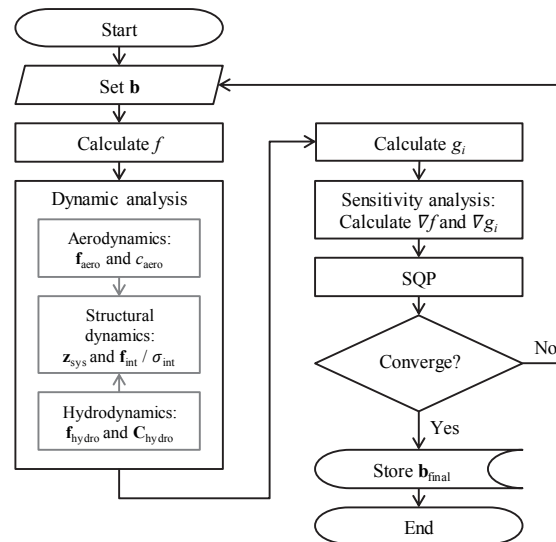 Start
Set b
Calculate f
Dynamic analysis
Aerodynamics:
f_aero and c_aero
Structural
dynamics:
z_sys and f_int / σ_int
Hydrodynamics:
f_hydro and C_hydro
Calculate g_i
Sensitivity analysis:
Calculate ∇f and ∇g_i
SQP
Converge?
No
Yes
Store b_final
End